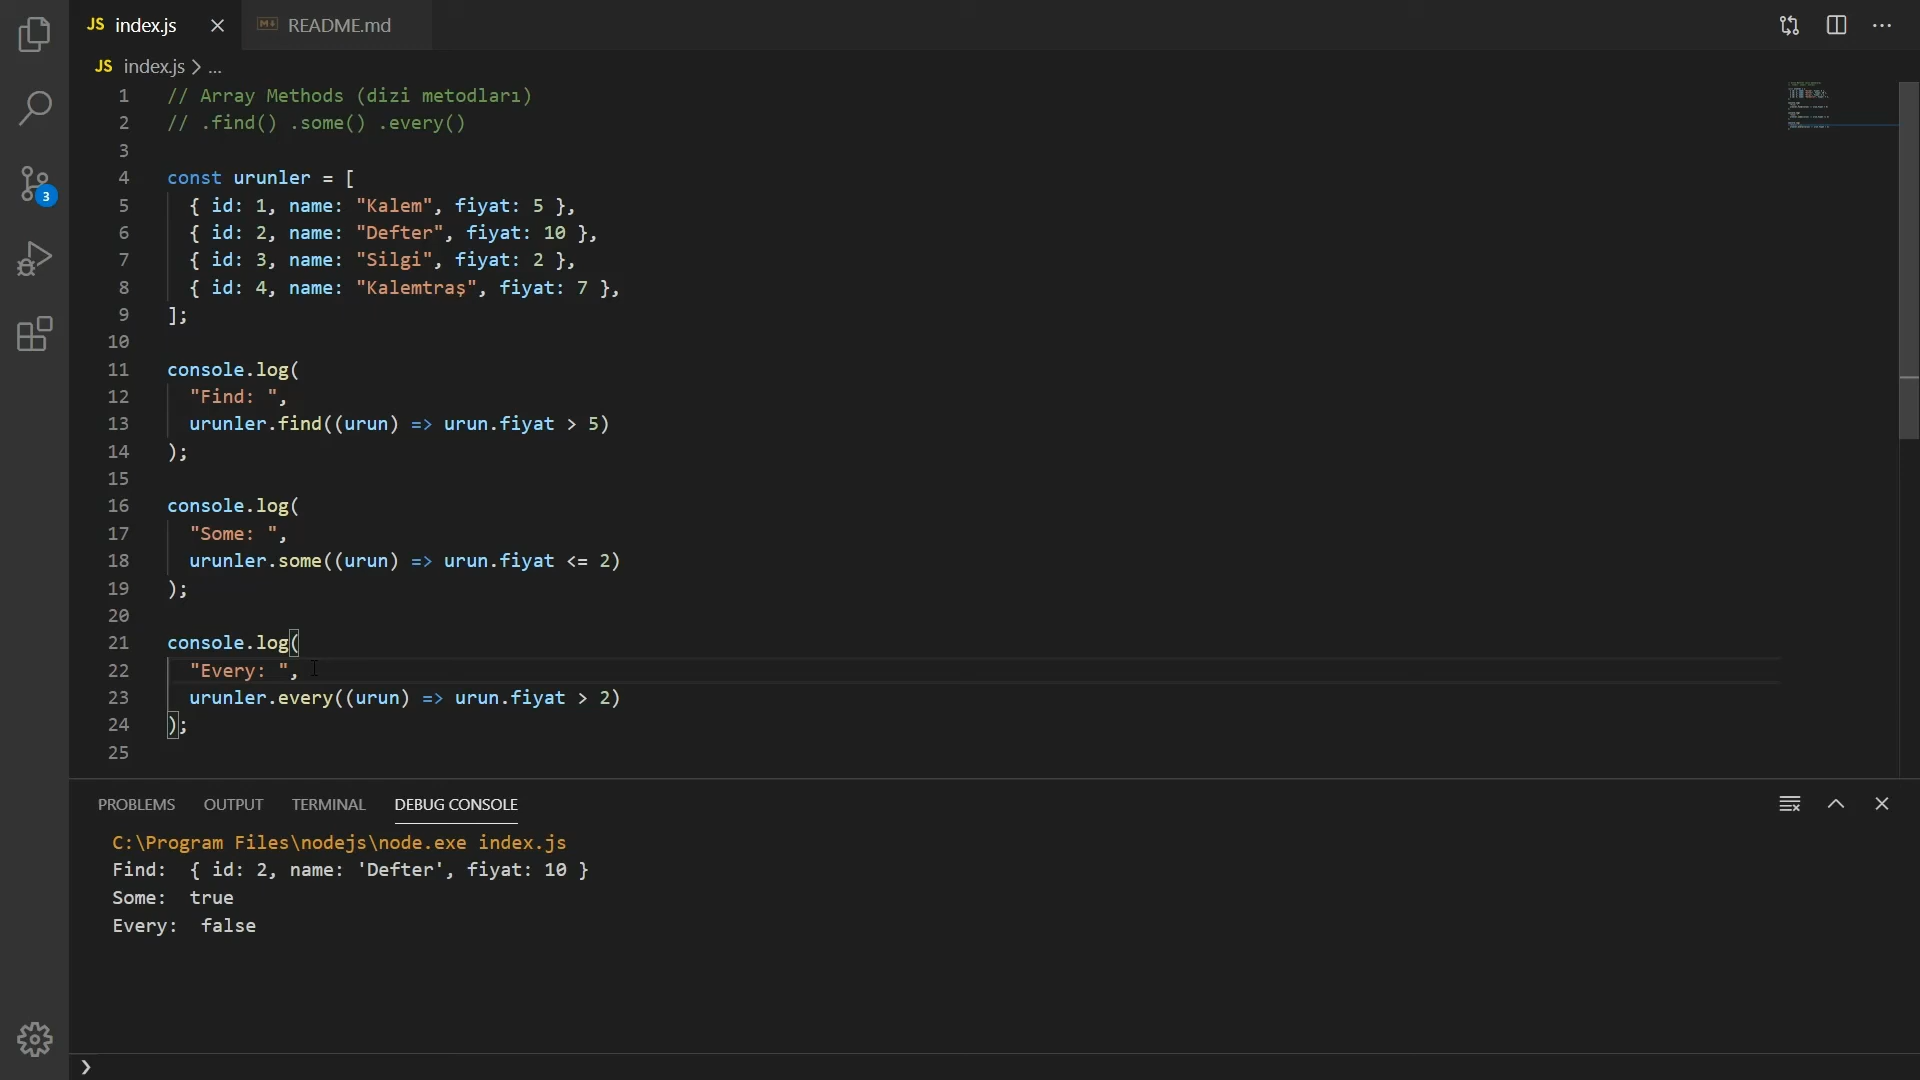 JS index.js
README.md
JS index.js > ...
1 // Array Methods (dizi metodları)
2 // .find() .some() .every()
3
4 const urunler = [
5 { id: 1, name: "Kalem", fiyat: 5 },
6 { id: 2, name: "Defter", fiyat: 10 },
7 { id: 3, name: "Silgi", fiyat: 2 },
8 { id: 4, name: "Kalemtraş", fiyat: 7 },
9 ];
10
11 console.log(
12 "Find: ",
13 urunler.find((urun) => urun.fiyat > 5)
14 );
15
16 console.log(
17 "Some: ",
18 urunler.some((urun) => urun.fiyat <= 2)
19 );
20
21 console.log(
22 "Every: ",
23 urunler.every((urun) => urun.fiyat > 2)
24 );
25
3
PROBLEMS OUTPUT TERMINAL DEBUG CONSOLE
C:\Program Files\nodejs\node.exe index.js
Find:  { id: 2, name: 'Defter', fiyat: 10 }
Some:  true
Every:  false